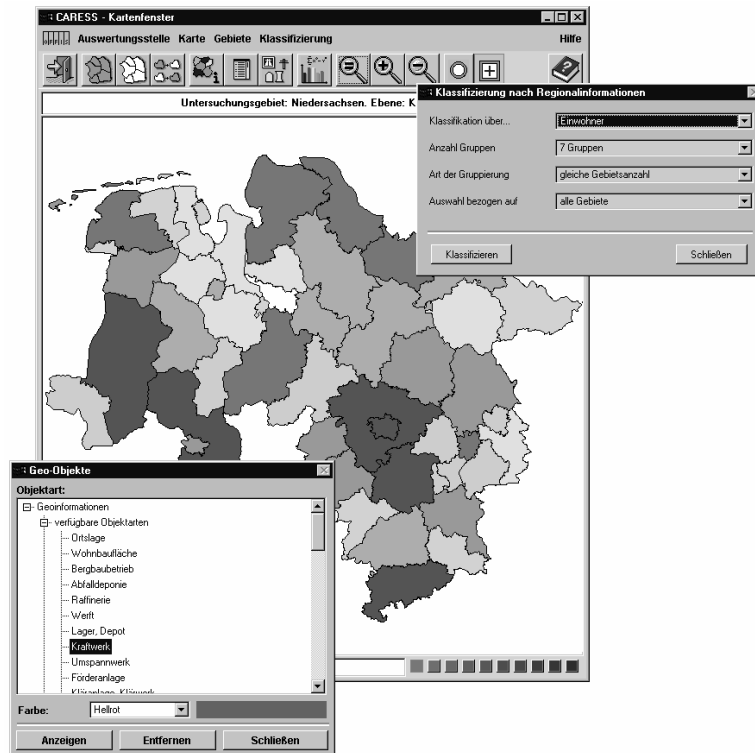 CARESS - Kartenfenster
Auswertungsstelle Karte Gebiete Klassifizierung Hilfe
Untersuchungsgebiet: Niedersachsen. Ebene: K
Klassifizierung nach Regionalinformationen
Klassifikation über... Einwohner
Anzahl Gruppen 7 Gruppen
Art der Gruppierung gleiche Gebietsanzahl
Auswahl bezogen auf alle Gebiete
Klassifizieren Schließen
Geo-Objekte
Objektart:
Geoinformationen
verfügbare Objektarten
Ortslage
Wohnbaufläche
Bergbaubetrieb
Abfalldeponie
Raffinerie
Werft
Lager, Depot
Kraftwerk
Umspannwerk
Förderanlage
Kläranlage, Klärwerk
Farbe: Hellrot
Anzeigen Entfernen Schließen